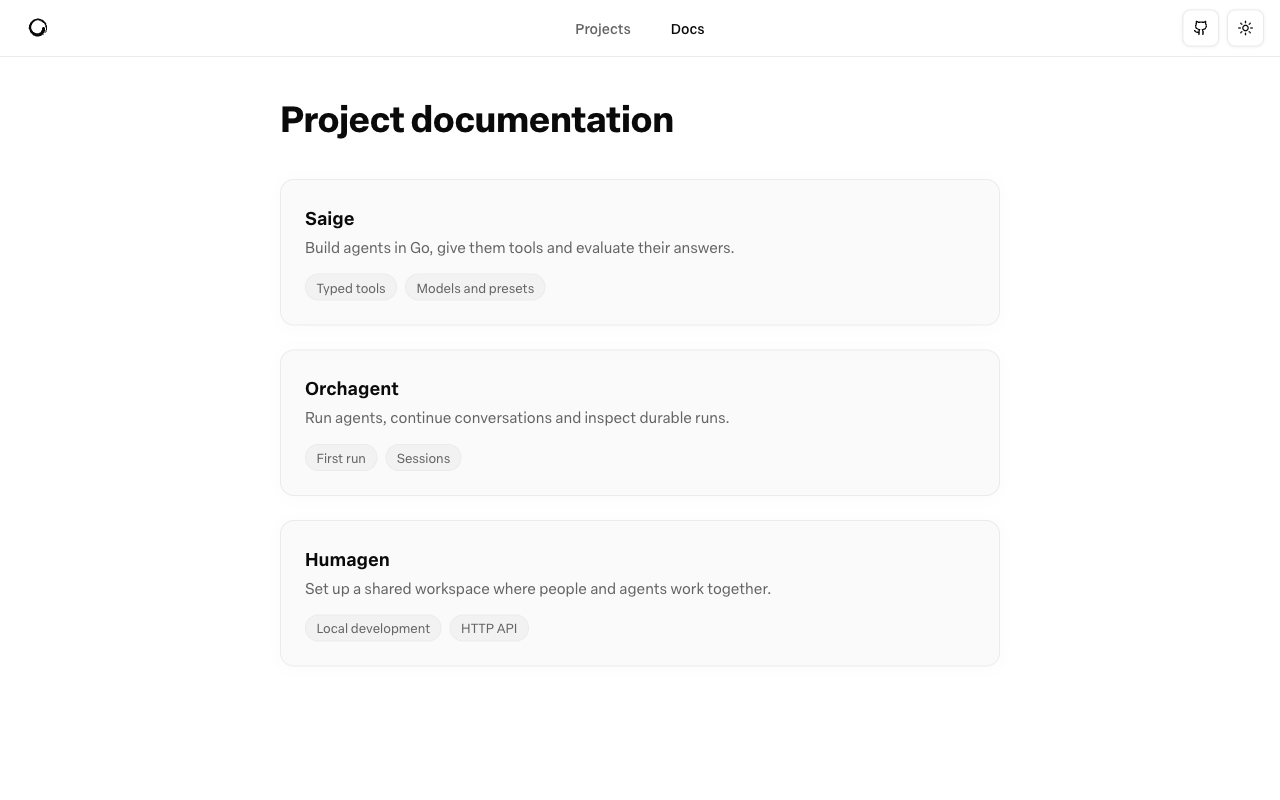 Projects
Docs
Project documentation
Saige
Build agents in Go, give them tools and evaluate their answers.
Typed tools
Models and presets
Orchagent
Run agents, continue conversations and inspect durable runs.
First run
Sessions
Humagen
Set up a shared workspace where people and agents work together.
Local development
HTTP API